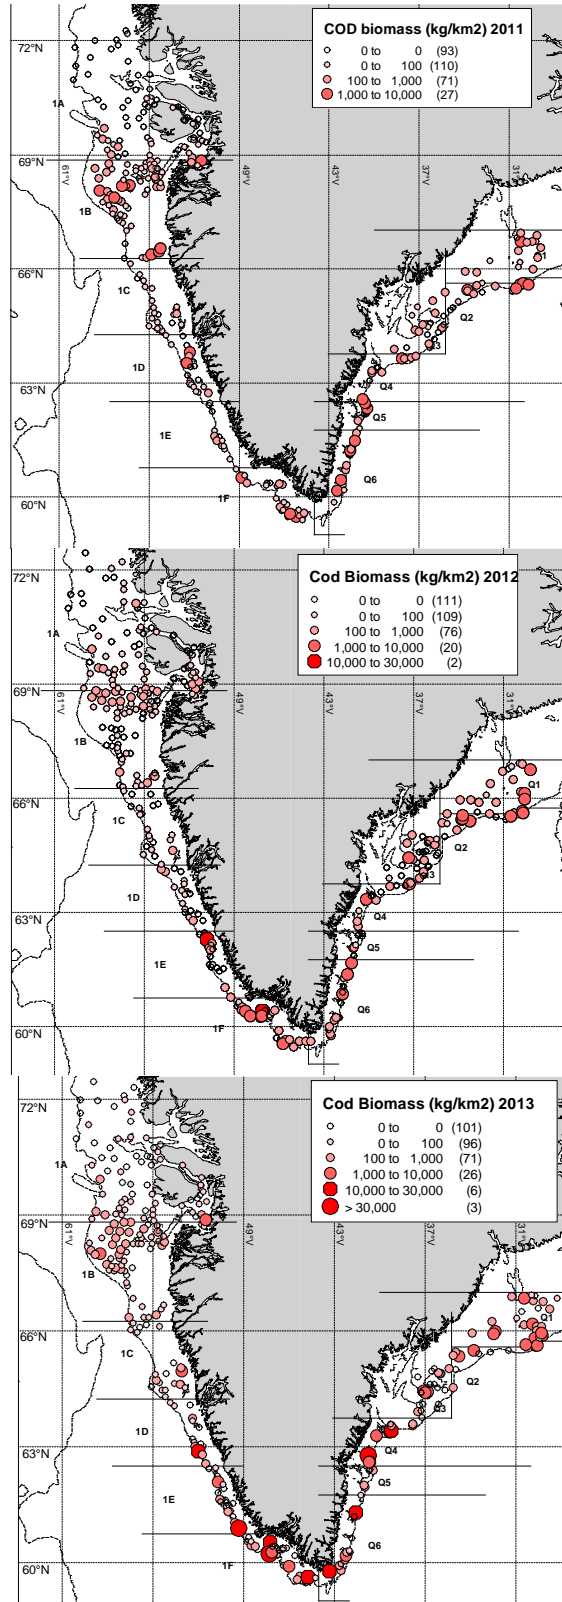 COD biomass (kg/km2) 2011
0 to 0 (93)
0 to 100 (110)
100 to 1,000 (71)
1,000 to 10,000 (27)
72°N
1A
69°N
61°V
49°V
43°V
37°V
31°V
1B
66°N
1C
Q2
Q3
1D
63°N
Q4
Q5
1E
Q6
60°N
1F
Cod Biomass (kg/km2) 2012
0 to 0 (111)
0 to 100 (109)
100 to 1,000 (76)
1,000 to 10,000 (20)
10,000 to 30,000 (2)
72°N
1A
69°N
61°V
49°V
43°V
37°V
31°V
1B
Q1
66°N
1C
Q2
1D
63°N
Q4
Q5
1E
Q6
60°N
1F
Cod Biomass (kg/km2) 2013
0 to 0 (101)
0 to 100 (96)
100 to 1,000 (71)
1,000 to 10,000 (26)
10,000 to 30,000 (6)
> 30,000 (3)
72°N
1A
69°N
61°V
49°V
43°V
37°V
31°V
1B
Q1
66°N
1C
Q2
Q3
1D
63°N
Q4
Q5
1E
Q6
60°N
1F